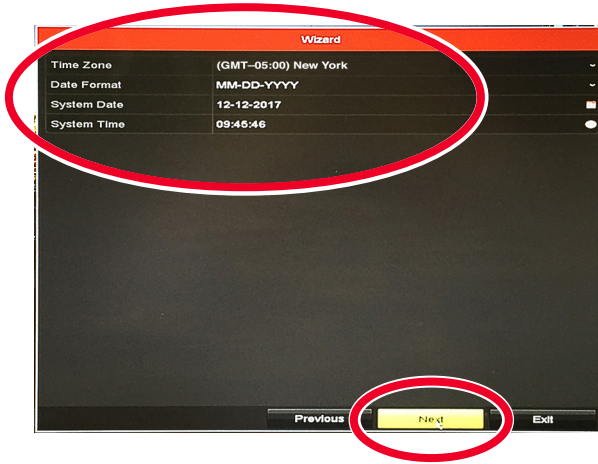 Wizard
Time Zone (GMT-05:00) New York
Date Format MM-DD-YYYY
System Date 12-12-2017
System Time 09:45:46
Previous Next Exit